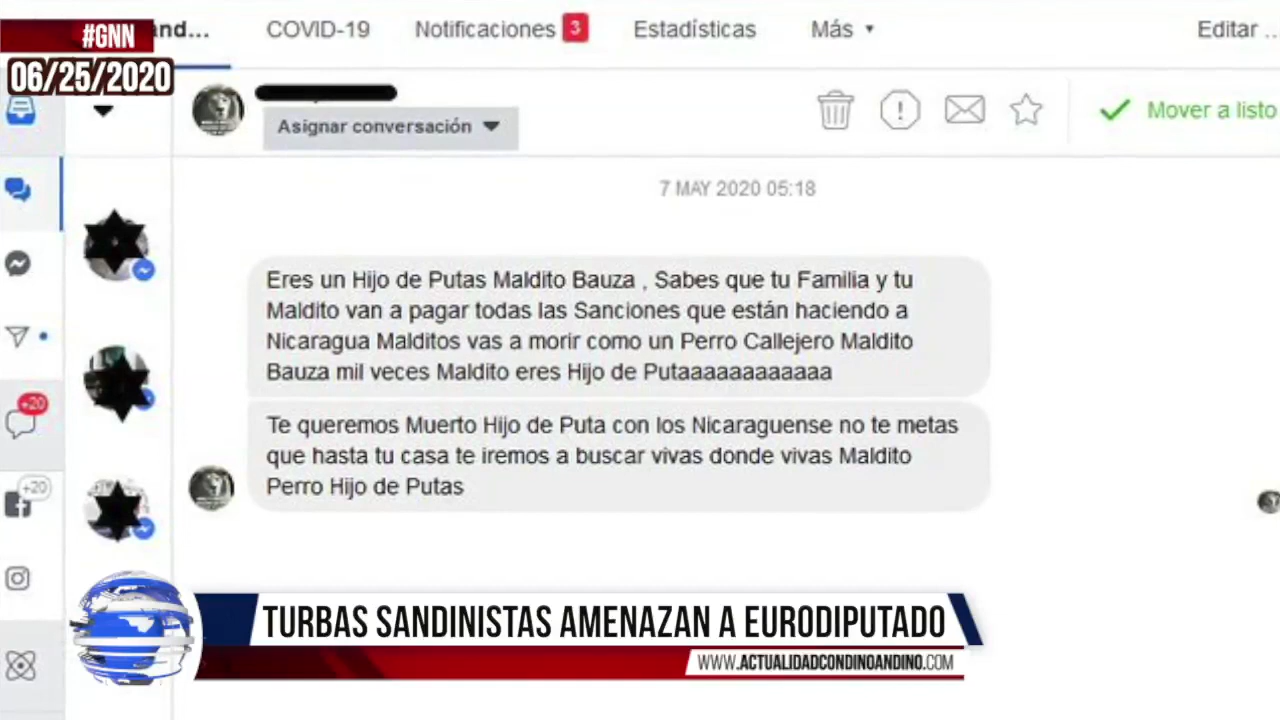 #GNN
ánd...
COVID-19
Notificaciones 3
Estadísticas
Más
Editar ...
06/25/2020
Asignar conversación
Mover a listo
7 MAY 2020 05:18
Eres un Hijo de Putas Maldito Bauza , Sabes que tu Familia y tu
Maldito van a pagar todas las Sanciones que están haciendo a
Nicaragua Malditos vas a morir como un Perro Callejero Maldito
Bauza mil veces Maldito eres Hijo de Putaaaaaaaaaaaa
+20
Te queremos Muerto Hijo de Puta con los Nicaraguense no te metas
que hasta tu casa te iremos a buscar vivas donde vivas Maldito
Perro Hijo de Putas
+20
TURBAS SANDINISTAS AMENAZAN A EURODIPUTADO
WWW.ACTUALIDADCONDINOANDINO.COM